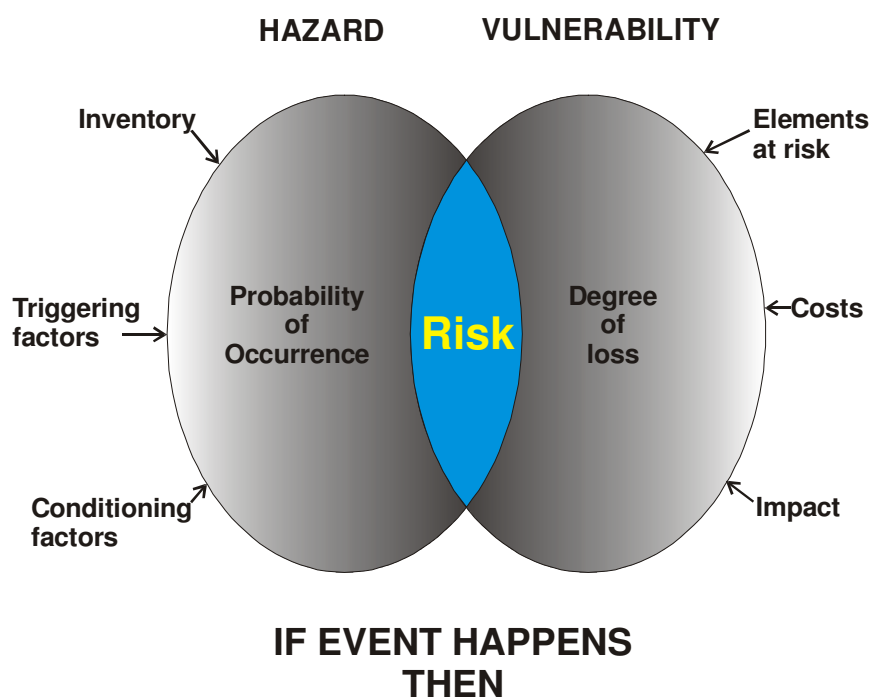 HAZARD
VULNERABILITY
Inventory
Elements
at risk
Triggering
factors
Probability
of
Occurrence
Risk
Degree
of
loss
Costs
Conditioning
factors
Impact
IF EVENT HAPPENS
THEN